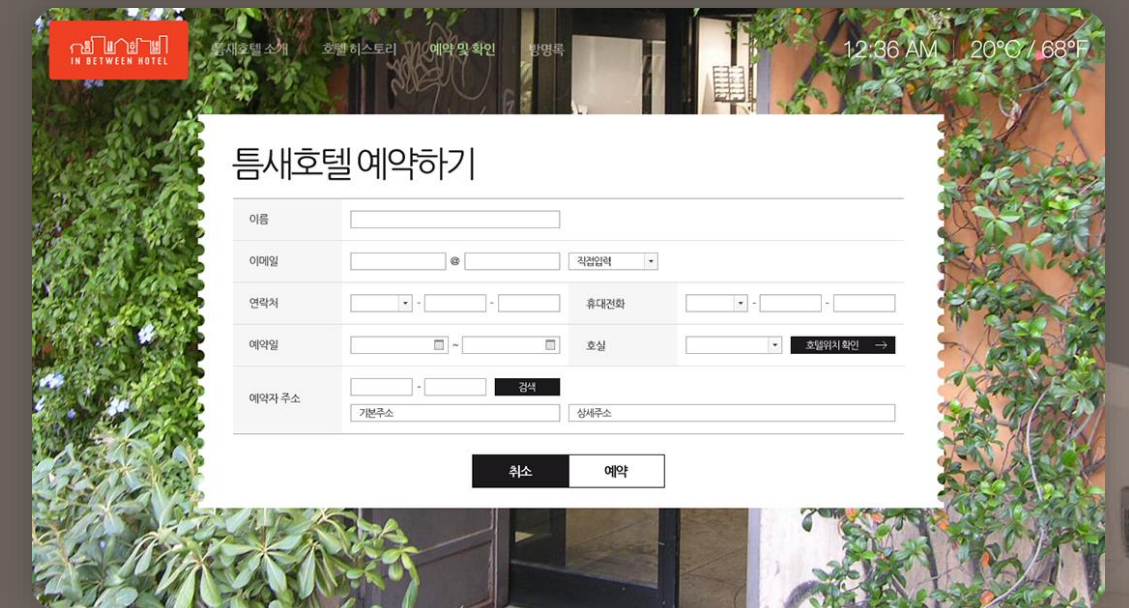 IN BETWEEN HOTEL
틈새호텔 소개 호텔 히스토리 예약 및 확인 방명록 12:36 AM | 20°C / 68°F
틈새호텔 예약하기
이름
이메일 @ 직접입력
연락처 - - 휴대전화 - -
예약일 ~ 호실 호텔위치 확인 →
예약자 주소 - 검색
기본주소 상세주소
취소 예약